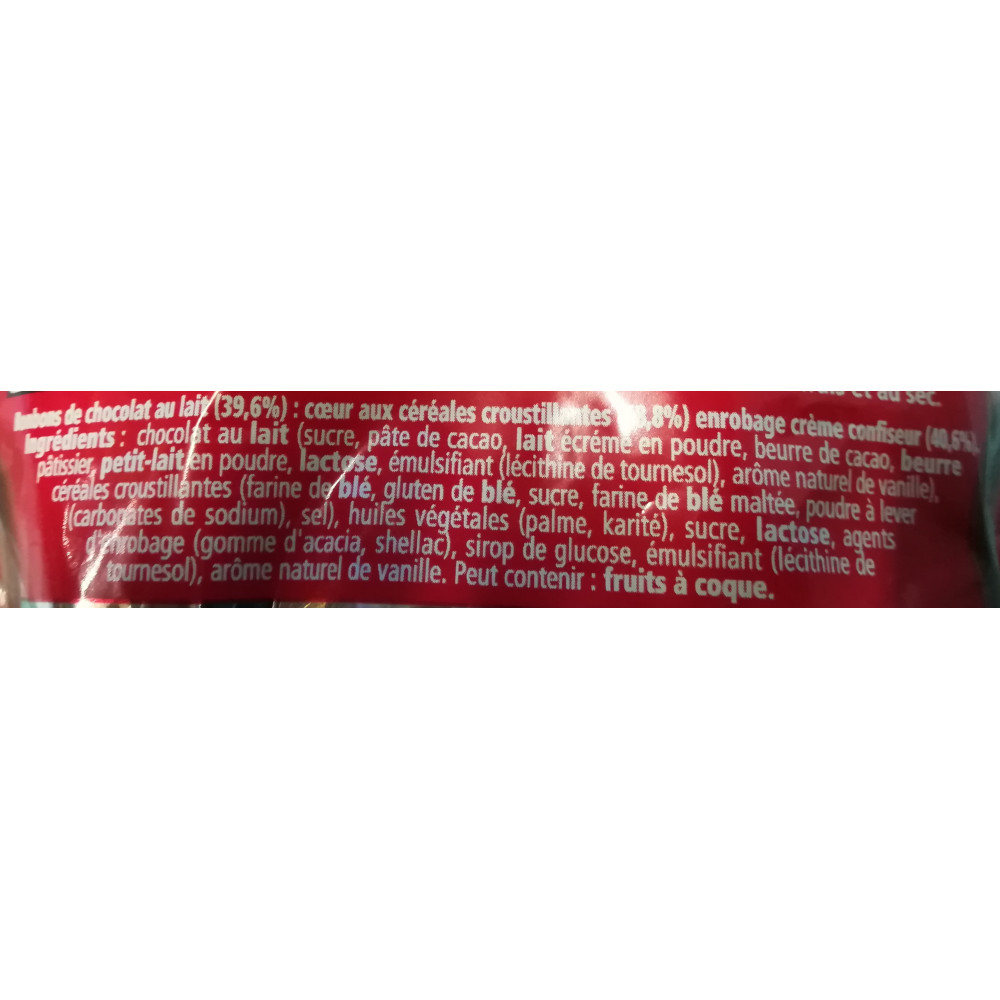 et au sec.
Bonbons de chocolat au lait (39,6%) : cœur aux céréales croustillantes 8,8%) enrobage crème confiseur (40,6%).
Ingrédients : chocolat au lait (sucre, pâte de cacao, lait écrémé en poudre, beurre de cacao, beurre
pâtissier, petit-lait en poudre, lactose, émulsifiant (lécithine de tournesol), arôme naturel de vanille),
céréales croustillantes (farine de blé, gluten de blé, sucre, farine de blé maltée, poudre à lever
(carbonates de sodium), sel), huiles végétales (palme, karité), sucre, lactose, agents
d'enrobage (gomme d'acacia, shellac), sirop de glucose, émulsifiant (lécithine de
tournesol), arôme naturel de vanille. Peut contenir : fruits à coque.